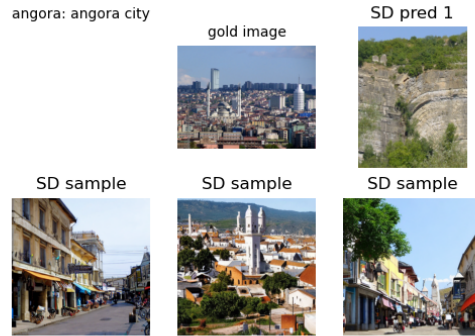 angora: angora city
gold image
SD pred 1
SD sample
SD sample
SD sample